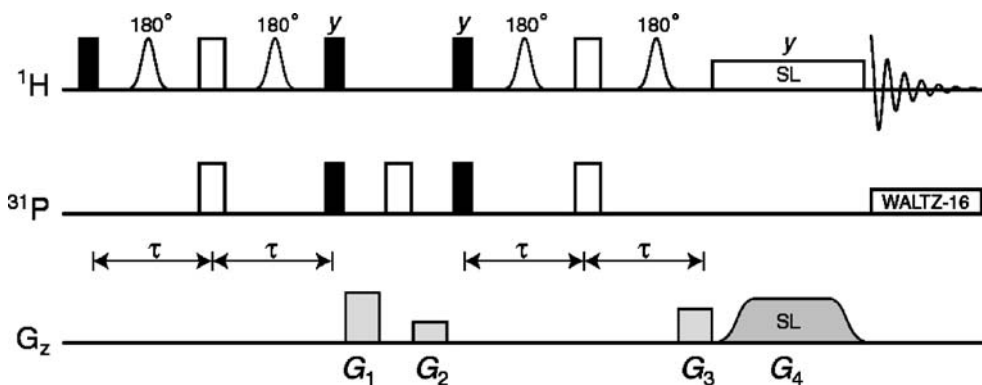 180° 180° y y 180° 180° y
¹H SL
³¹P WALTZ-16
τ τ τ τ
G_z SL
G₁ G₂ G₃ G₄